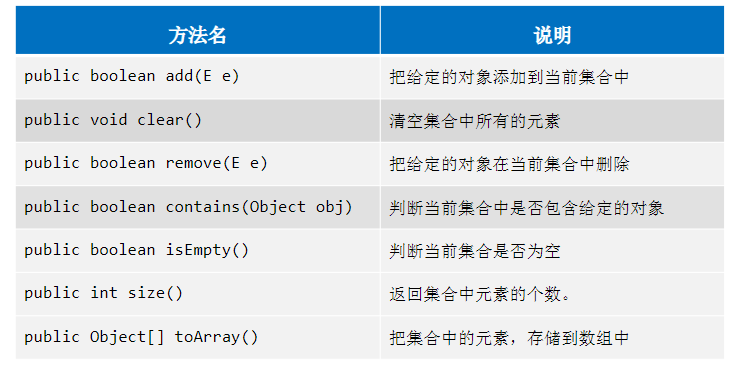 方法名 说明
public boolean add(E e) 把给定的对象添加到当前集合中
public void clear() 清空集合中所有的元素
public boolean remove(E e) 把给定的对象在当前集合中删除
public boolean contains(Object obj) 判断当前集合中是否包含给定的对象
public boolean isEmpty() 判断当前集合是否为空
public int size() 返回集合中元素的个数。
public Object[] toArray() 把集合中的元素，存储到数组中